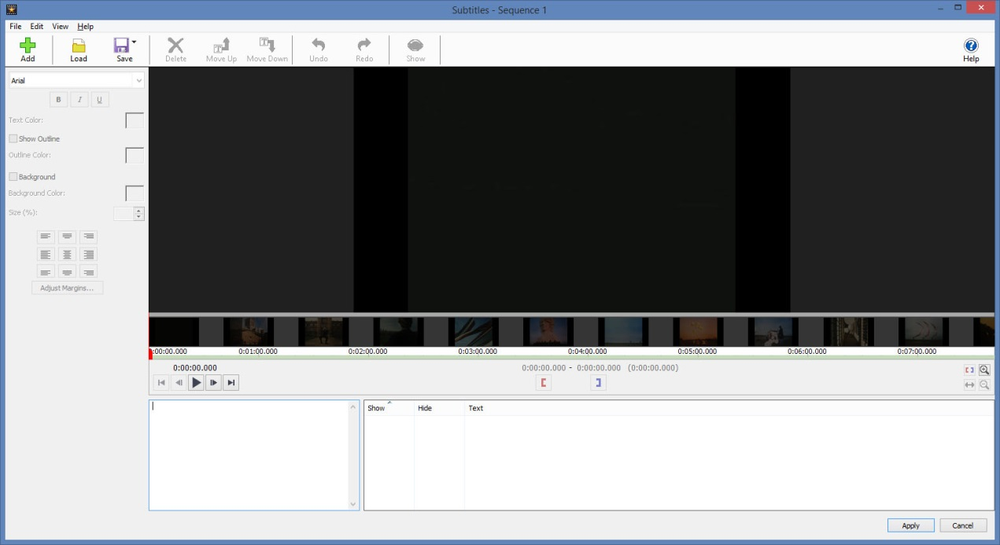 Subtitles - Sequence 1
File Edit View Help
Add Load Save Delete Move Up Move Down Undo Redo Show Help
Arial
B I U
Text Color:
Show Outline
Outline Color:
Background
Background Color:
Size (%):
Adjust Margins...
0:00:00.000 0:01:00.000 0:02:00.000 0:03:00.000 0:04:00.000 0:05:00.000 0:06:00.000 0:07:00.000
0:00:00.000 0:00:00.000 - 0:00:00.000 (0:00:00.000)
Show Hide Text
Apply Cancel